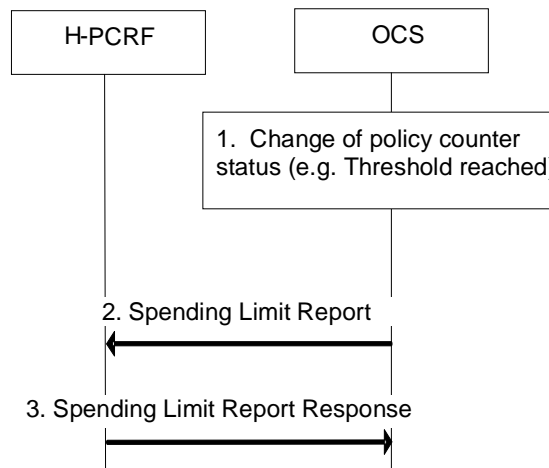 H-PCRF
OCS
1. Change of policy counter
status (e.g. Threshold reached)
2. Spending Limit Report
3. Spending Limit Report Response